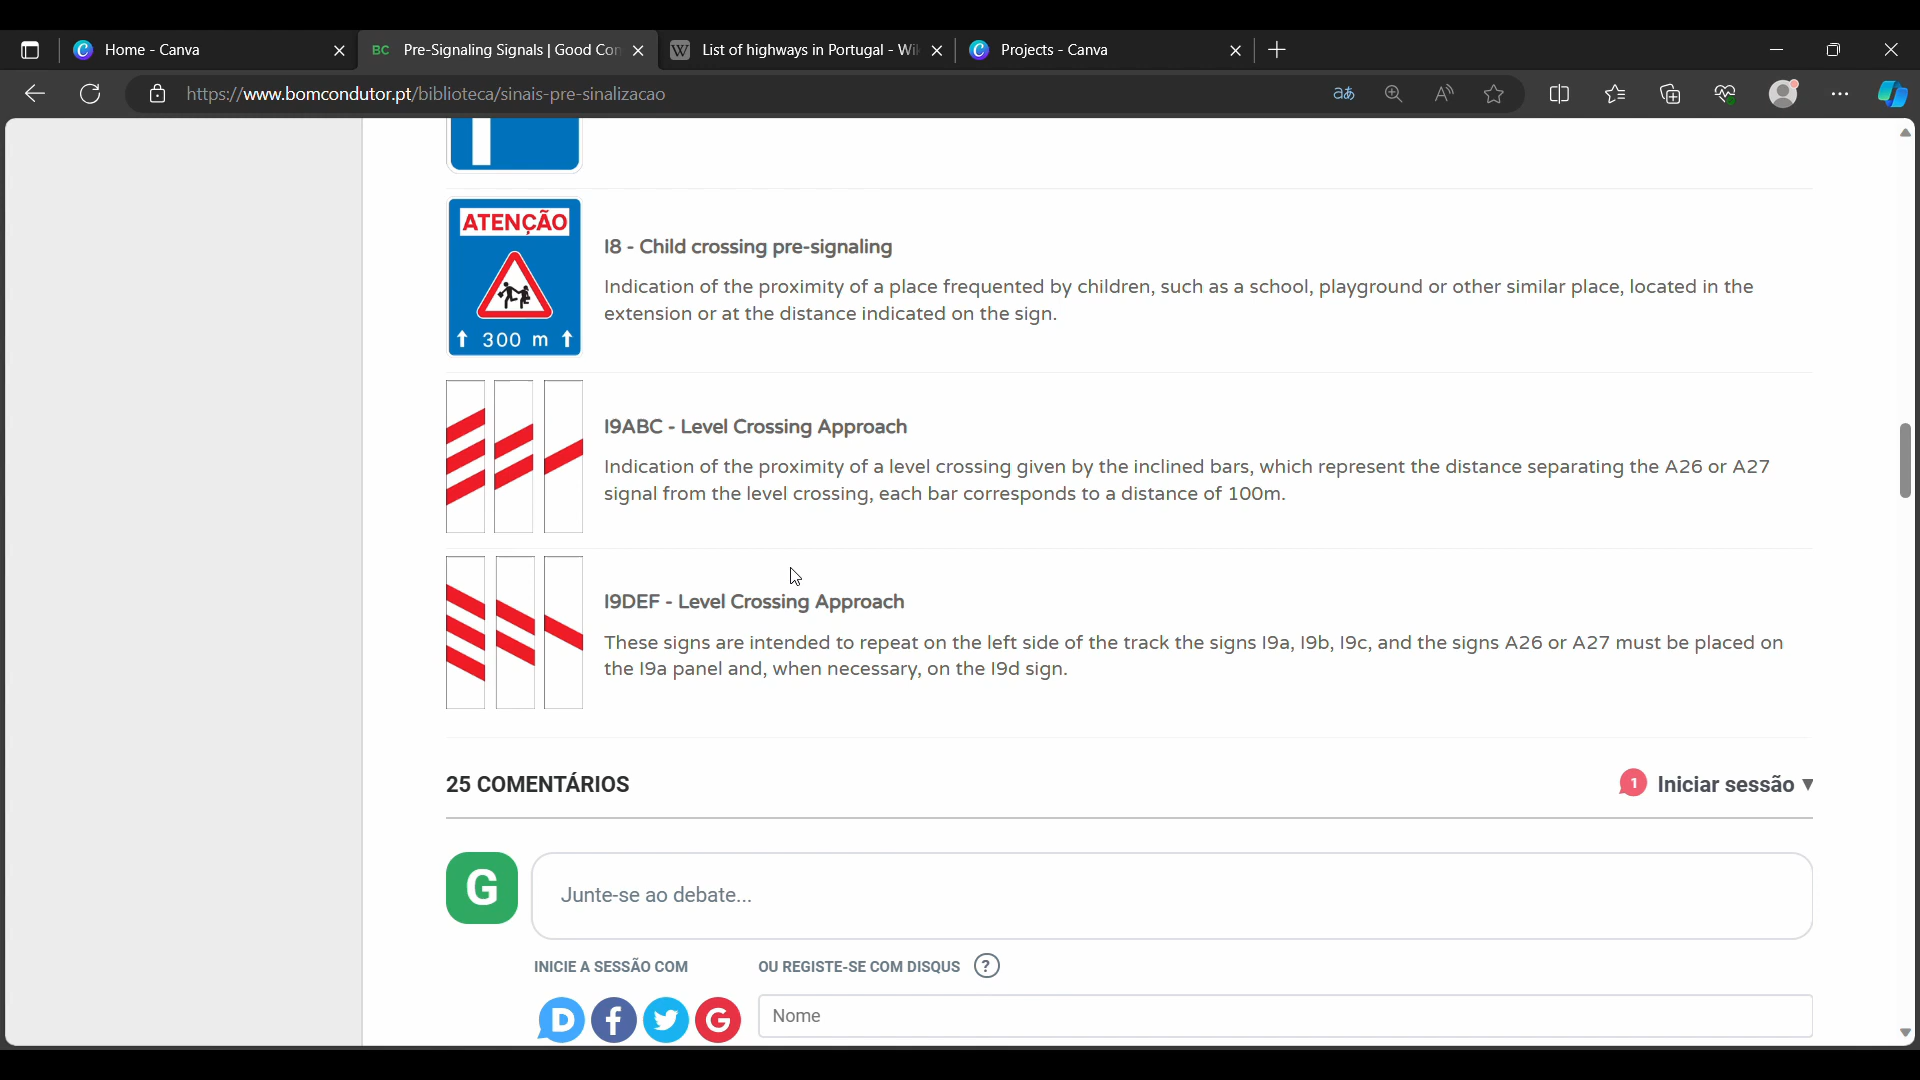 Home - Canva
BC Pre-Signaling Signals | Good Con
W List of highways in Portugal - Wi
Projects - Canva
https://www.bomcondutor.pt/biblioteca/sinais-pre-sinalizacao
ATENÇÃO
300 m
I8 - Child crossing pre-signaling
Indication of the proximity of a place frequented by children, such as a school, playground or other similar place, located in the
extension or at the distance indicated on the sign.
I9ABC - Level Crossing Approach
Indication of the proximity of a level crossing given by the inclined bars, which represent the distance separating the A26 or A27
signal from the level crossing, each bar corresponds to a distance of 100m.
I9DEF - Level Crossing Approach
These signs are intended to repeat on the left side of the track the signs I9a, I9b, I9c, and the signs A26 or A27 must be placed on
the I9a panel and, when necessary, on the I9d sign.
25 COMENTÁRIOS
1 Iniciar sessão
G
Junte-se ao debate...
INICIE A SESSÃO COM
OU REGISTE-SE COM DISQUS ?
D f G
Nome